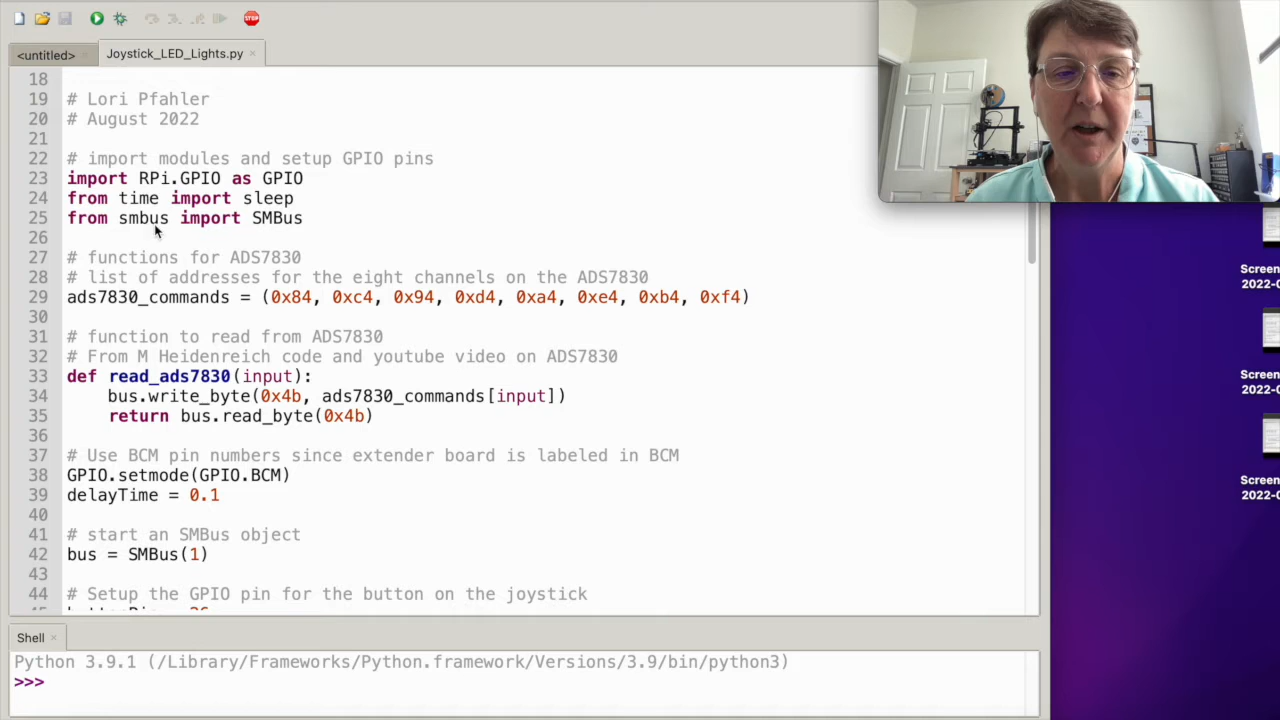 STOP
<untitled>
Joystick_LED_Lights.py
18
19 # Lori Pfahler
20 # August 2022
21
22 # import modules and setup GPIO pins
23 import RPi.GPIO as GPIO
24 from time import sleep
25 from smbus import SMBus
26
27 # functions for ADS7830
28 # list of addresses for the eight channels on the ADS7830
29 ads7830_commands = (0x84, 0xc4, 0x94, 0xd4, 0xa4, 0xe4, 0xb4, 0xf4)
30
31 # function to read from ADS7830
32 # From M Heidenreich code and youtube video on ADS7830
33 def read_ads7830(input):
34 bus.write_byte(0x4b, ads7830_commands[input])
35 return bus.read_byte(0x4b)
36
37 # Use BCM pin numbers since extender board is labeled in BCM
38 GPIO.setmode(GPIO.BCM)
39 delayTime = 0.1
40
41 # start an SMBus object
42 bus = SMBus(1)
43
44 # Setup the GPIO pin for the button on the joystick
Shell
Python 3.9.1 (/Library/Frameworks/Python.framework/Versions/3.9/bin/python3)
>>>
Screen
2022-0
Screen
2022-0
Screen
2022-0